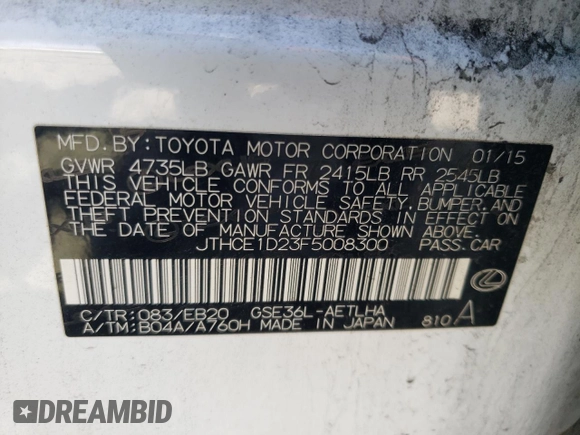 MFD. BY: TOYOTA MOTOR CORPORATION 01/15
GVWR 4735LB GAWR FR 2415LB RR 2545LB
THIS VEHICLE CONFORMS TO ALL APPLICABLE
FEDERAL MOTOR VEHICLE SAFETY, BUMPER, AND
THEFT PREVENTION STANDARDS IN EFFECT
ON THE DATE OF MANUFACTURE SHOWN ABOVE.
JTHCE1D23F5008300 PASS. CAR
C/TR: 083/EB20 GSE36L-AETLHA
A/TM: B04A/A760H MADE IN JAPAN 810 A
DREAMBID